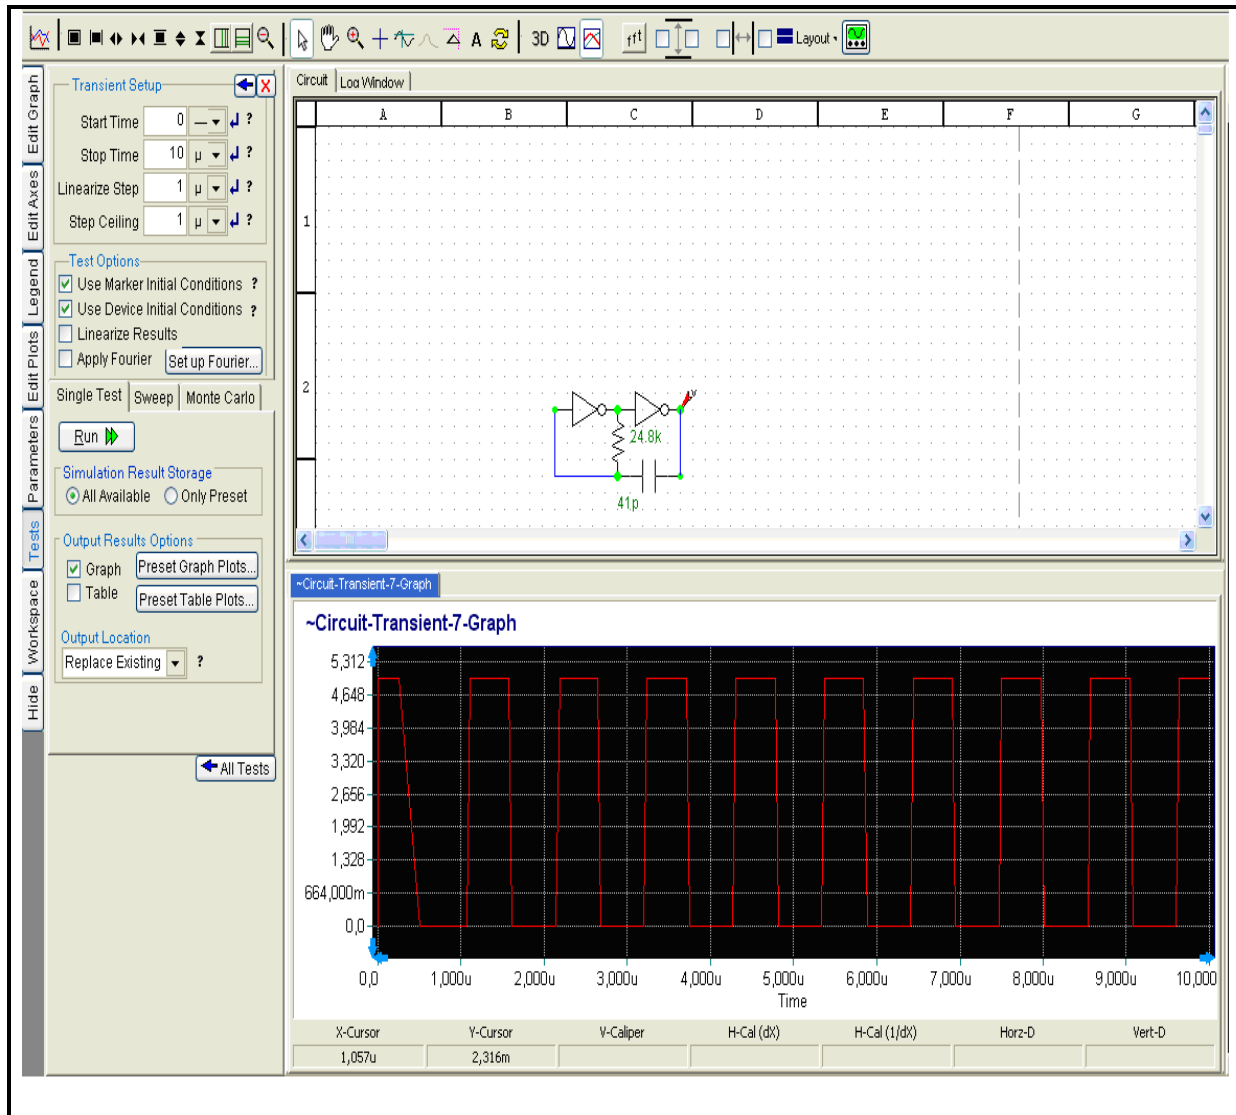 A 3D fft Layout
Edit Graph
Edit Axes
Legend
Edit Plots
Parameters
Tests
Workspace
Hide
Transient Setup
Start Time 0 — ?
Stop Time 10 µ ?
Linearize Step 1 µ ?
Step Ceiling 1 µ ?
Test Options
Use Marker Initial Conditions ?
Use Device Initial Conditions ?
Linearize Results
Apply Fourier Set up Fourier...
Single Test Sweep Monte Carlo
Run
Simulation Result Storage
All Available Only Preset
Output Results Options
Graph Preset Graph Plots...
Table Preset Table Plots...
Output Location
Replace Existing ?
All Tests
Circuit Log Window
A B C D E F G
1
2
V
24.8k
41p
~Circuit-Transient-7-Graph
~Circuit-Transient-7-Graph
5,312
4,648
3,984
3,320
2,656
1,992
1,328
664,000m
0,0
0,0 1,000u 2,000u 3,000u 4,000u 5,000u 6,000u 7,000u 8,000u 9,000u 10,000
Time
X-Cursor Y-Cursor V-Caliper H-Cal (dX) H-Cal (1/dX) Horz-D Vert-D
1,057u 2,316m